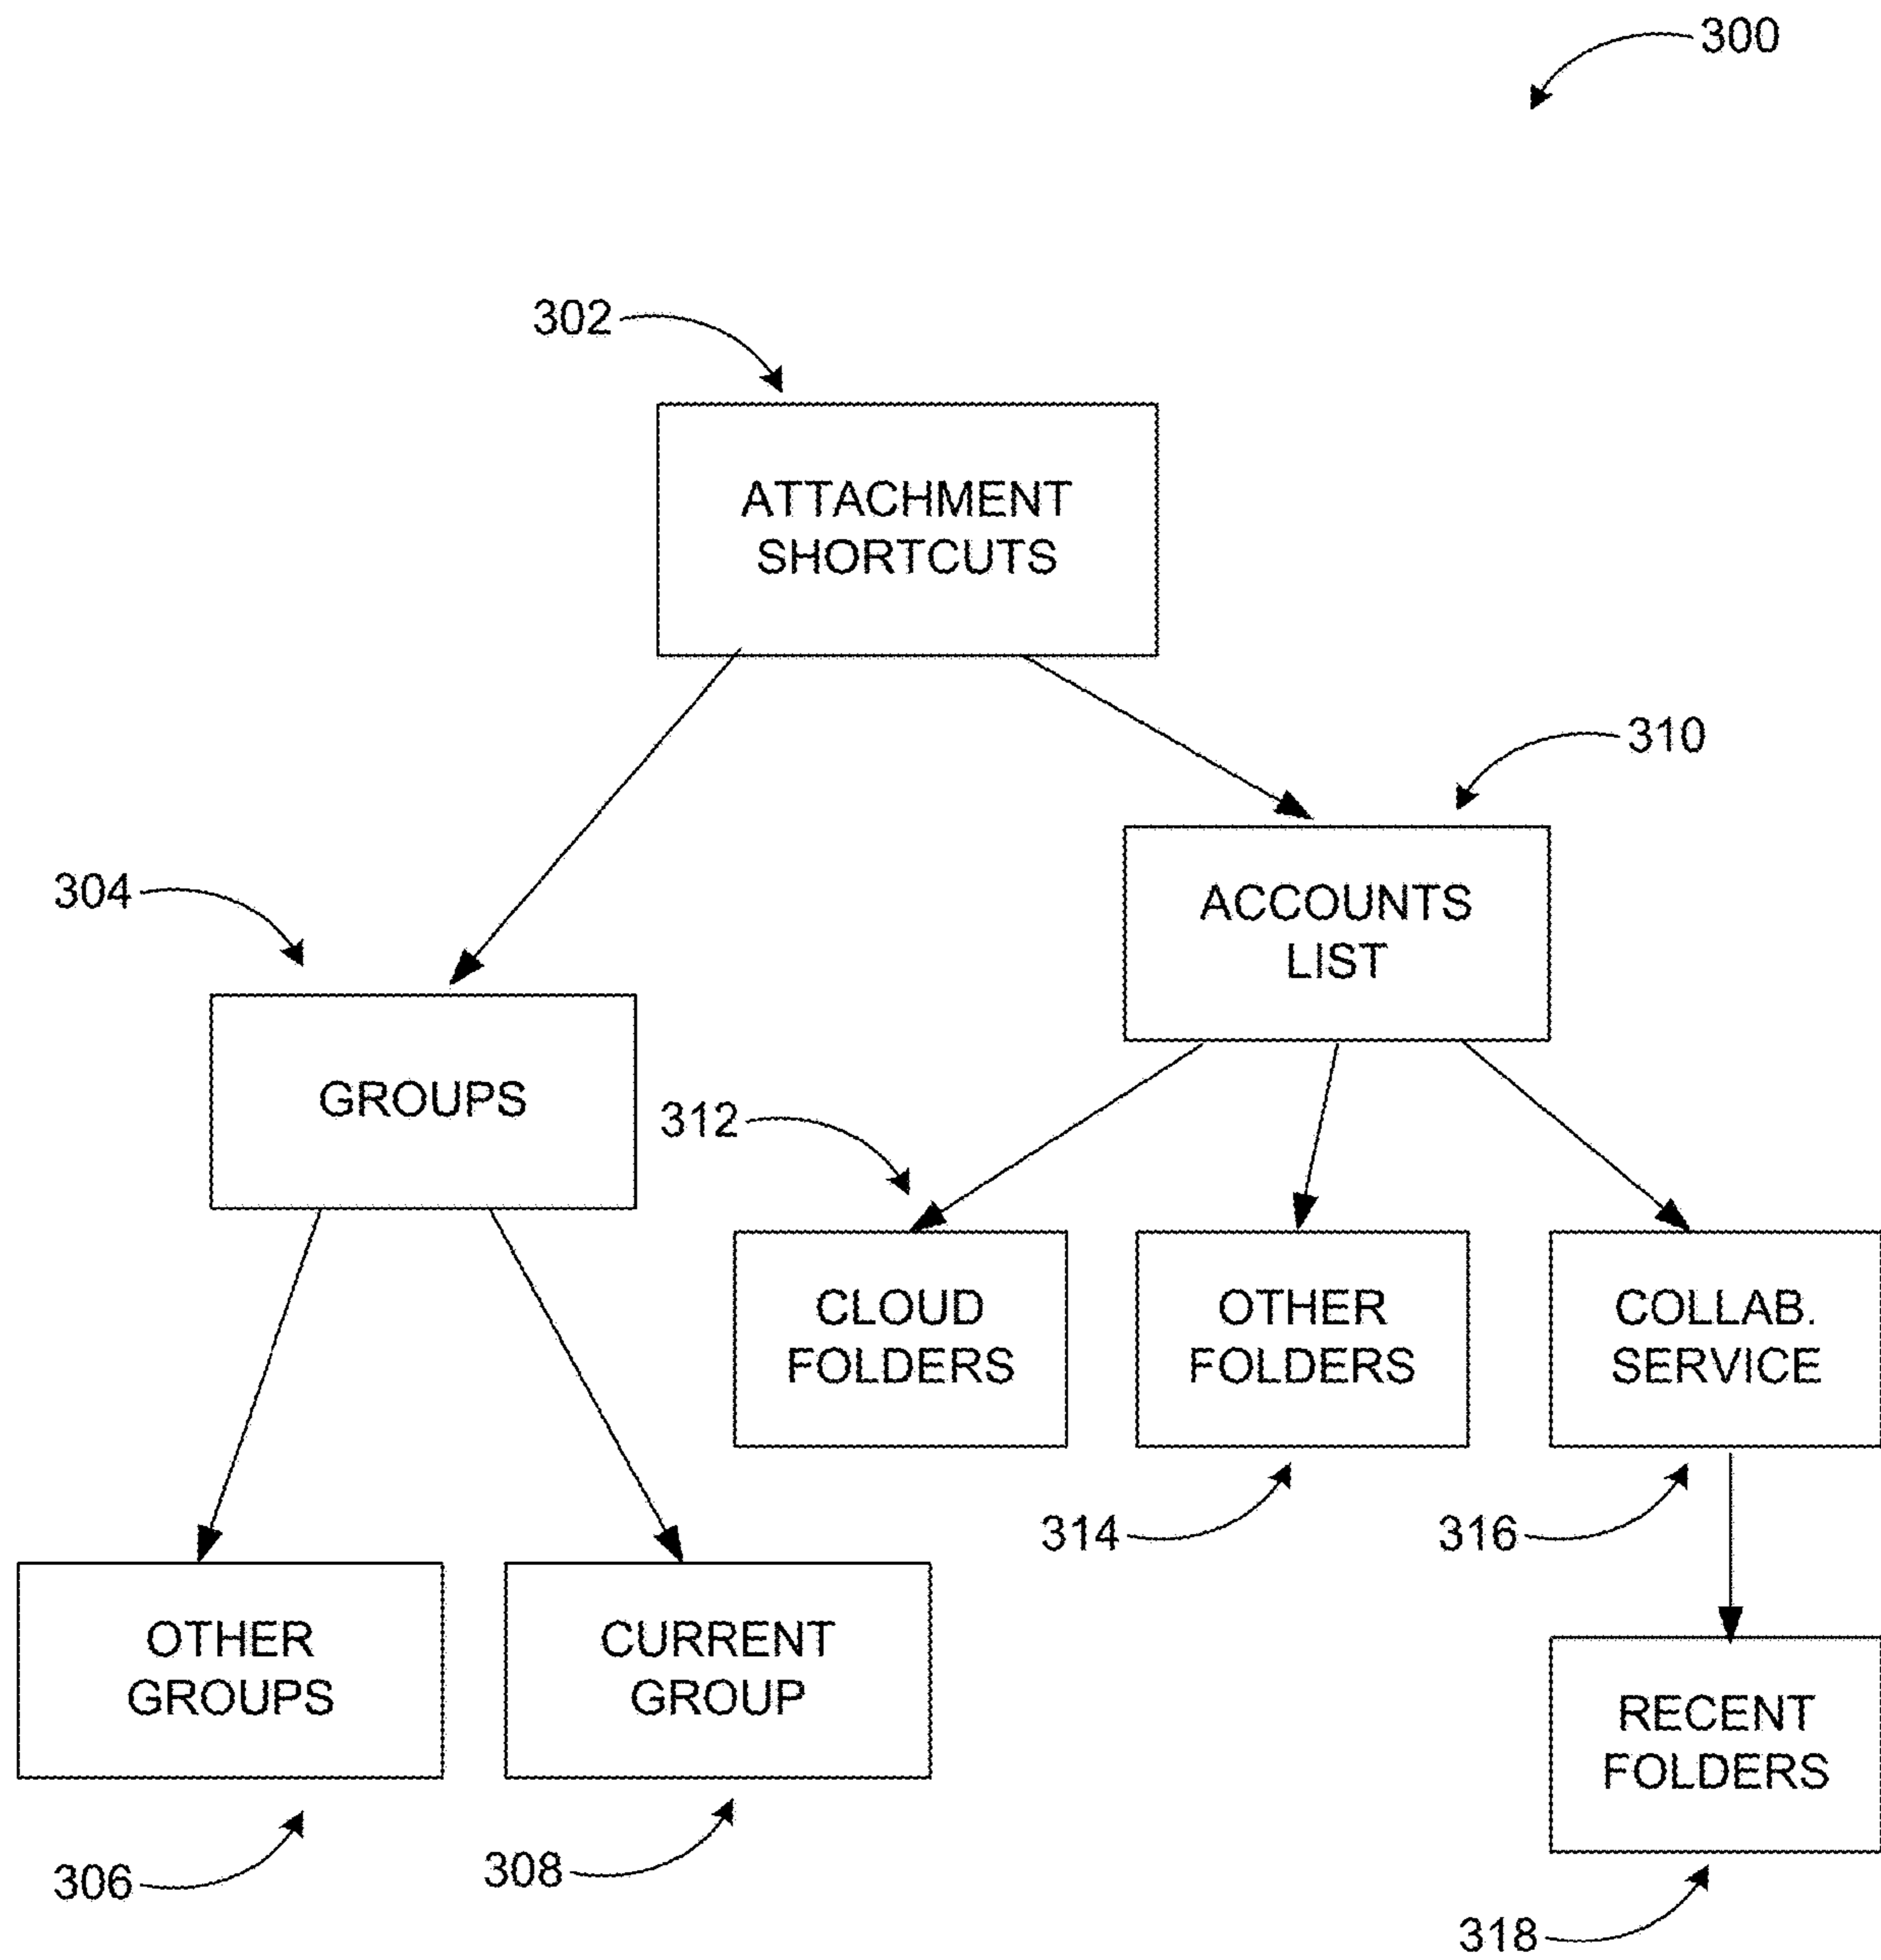 300
302
ATTACHMENT
SHORTCUTS
310
304
ACCOUNTS
LIST
GROUPS
312
CLOUD
FOLDERS
OTHER
FOLDERS
COLLAB.
SERVICE
314
316
OTHER
GROUPS
CURRENT
GROUP
RECENT
FOLDERS
306
308
318